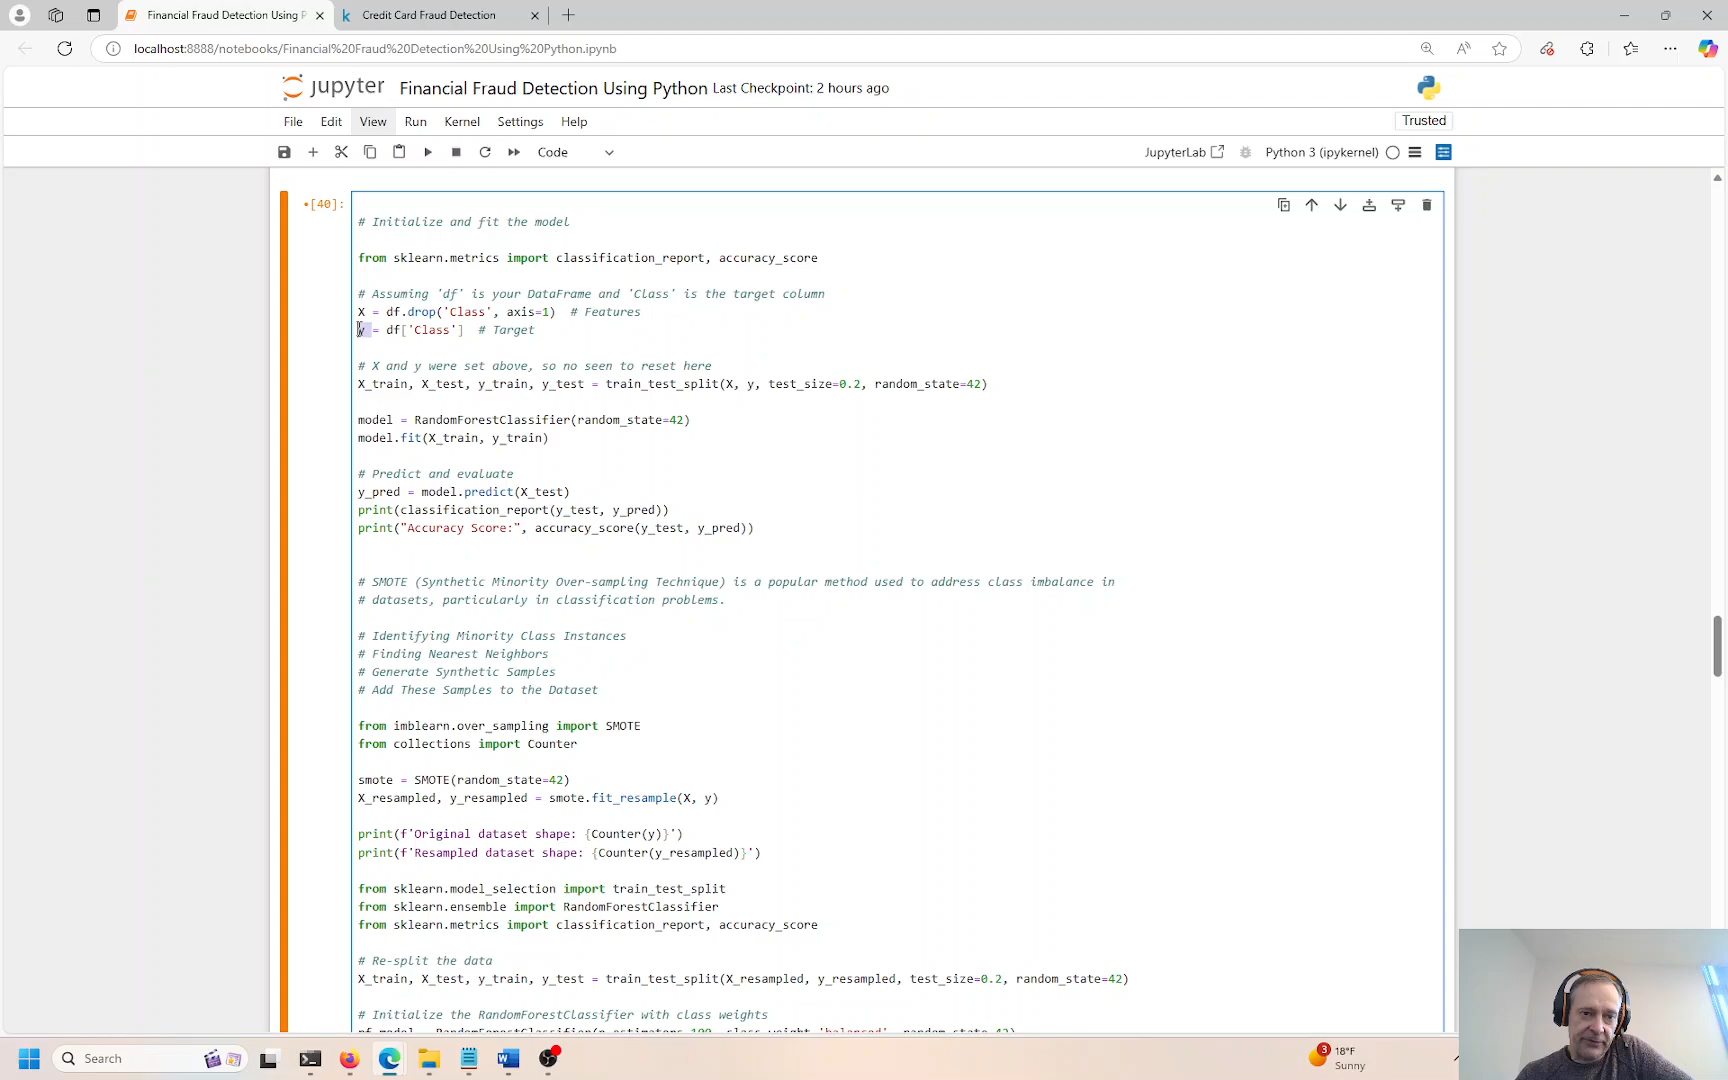 Financial Fraud Detection Using P
Credit Card Fraud Detection
localhost:8888/notebooks/Financial%20Fraud%20Detection%20Using%20Python.ipynb
jupyter Financial Fraud Detection Using Python Last Checkpoint: 2 hours ago
File Edit View Run Kernel Settings Help
Trusted
Code
JupyterLab
Python 3 (ipykernel)
[40]:
# Initialize and fit the model
from sklearn.metrics import classification_report, accuracy_score
# Assuming 'df' is your DataFrame and 'Class' is the target column
X = df.drop('Class', axis=1)  # Features
y = df['Class']  # Target
# X and y were set above, so no seen to reset here
X_train, X_test, y_train, y_test = train_test_split(X, y, test_size=0.2, random_state=42)
model = RandomForestClassifier(random_state=42)
model.fit(X_train, y_train)
# Predict and evaluate
y_pred = model.predict(X_test)
print(classification_report(y_test, y_pred))
print("Accuracy Score:", accuracy_score(y_test, y_pred))
# SMOTE (Synthetic Minority Over-sampling Technique) is a popular method used to address class imbalance in
# datasets, particularly in classification problems.
# Identifying Minority Class Instances
# Finding Nearest Neighbors
# Generate Synthetic Samples
# Add These Samples to the Dataset
from imblearn.over_sampling import SMOTE
from collections import Counter
smote = SMOTE(random_state=42)
X_resampled, y_resampled = smote.fit_resample(X, y)
print(f'Original dataset shape: {Counter(y)}')
print(f'Resampled dataset shape: {Counter(y_resampled)}')
from sklearn.model_selection import train_test_split
from sklearn.ensemble import RandomForestClassifier
from sklearn.metrics import classification_report, accuracy_score
# Re-split the data
X_train, X_test, y_train, y_test = train_test_split(X_resampled, y_resampled, test_size=0.2, random_state=42)
# Initialize the RandomForestClassifier with class weights
rf_model = RandomForestClassifier(n_estimators=100, class_weight='balanced', random_state=42)
Search
3
18°F
Sunny